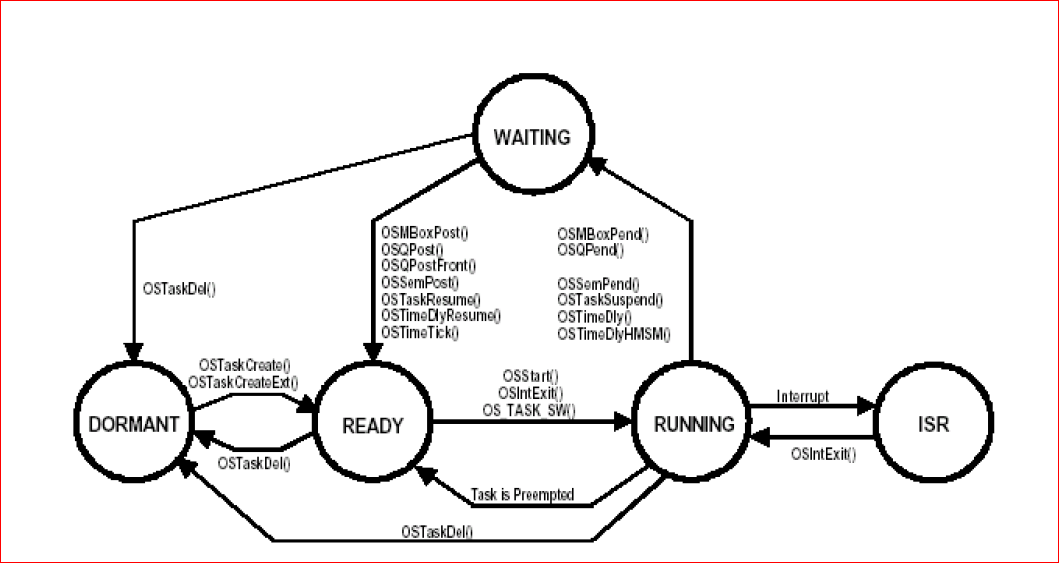 WAITING
OSMBoxPost()
OSQPost()
OSQPostFront()
OSSemPost()
OSTaskResume()
OSTimeDlyResume()
OSTimeTick()
OSMBoxPend()
OSQPend()
OSSemPend()
OSTaskSuspend()
OSTimeDly()
OSTimeDlyHMSM()
OSTaskDel()
OSTaskCreate()
OSTaskCreateExt()
OSStart()
OSIntExit()
OS_TASK_SW()
Interrupt
DORMANT
READY
RUNNING
ISR
OSTaskDel()
OSIntExit()
Task is Preempted
OSTaskDel()